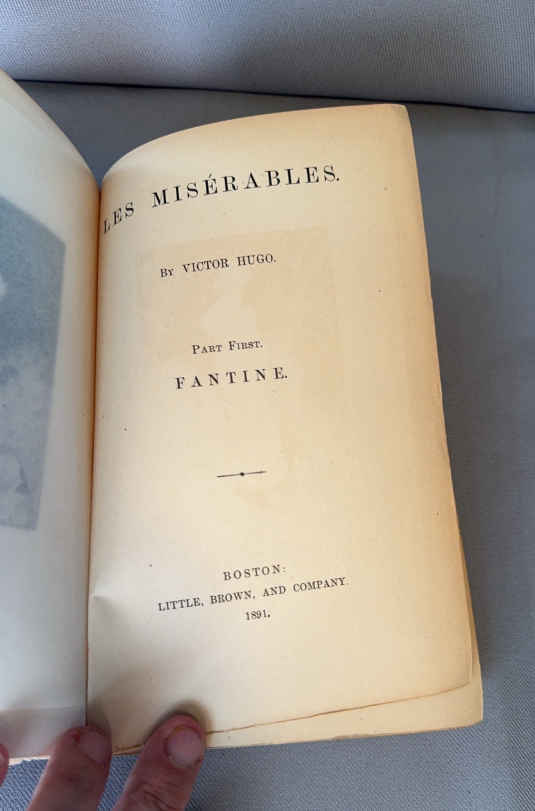 LES MISÉRABLES.
By VICTOR HUGO.
Part First.
FANTINE.
BOSTON:
LITTLE, BROWN, AND COMPANY.
1891.